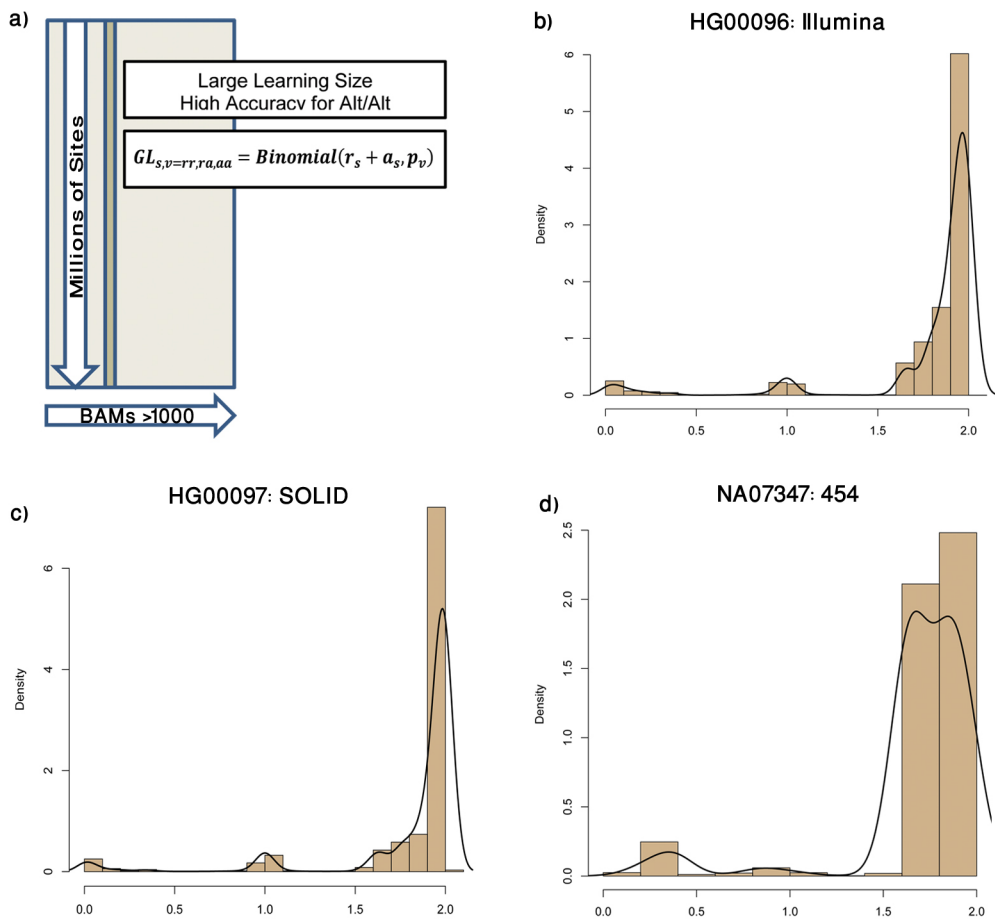 a)
Large Learning Size
High Accuracy for Alt/Alt
GL_{s,v=rr,ra,aa} = Binomial(r_s + a_s, p_v)
Millions of Sites
BAMs >1000
b)
HG00096: Illumina
Density
0
1
2
3
4
5
6
0.0
0.5
1.0
1.5
2.0
c)
HG00097: SOLID
Density
0
2
4
6
0.0
0.5
1.0
1.5
2.0
d)
NA07347: 454
Density
0.0
0.5
1.0
1.5
2.0
2.5
0.0
0.5
1.0
1.5
2.0